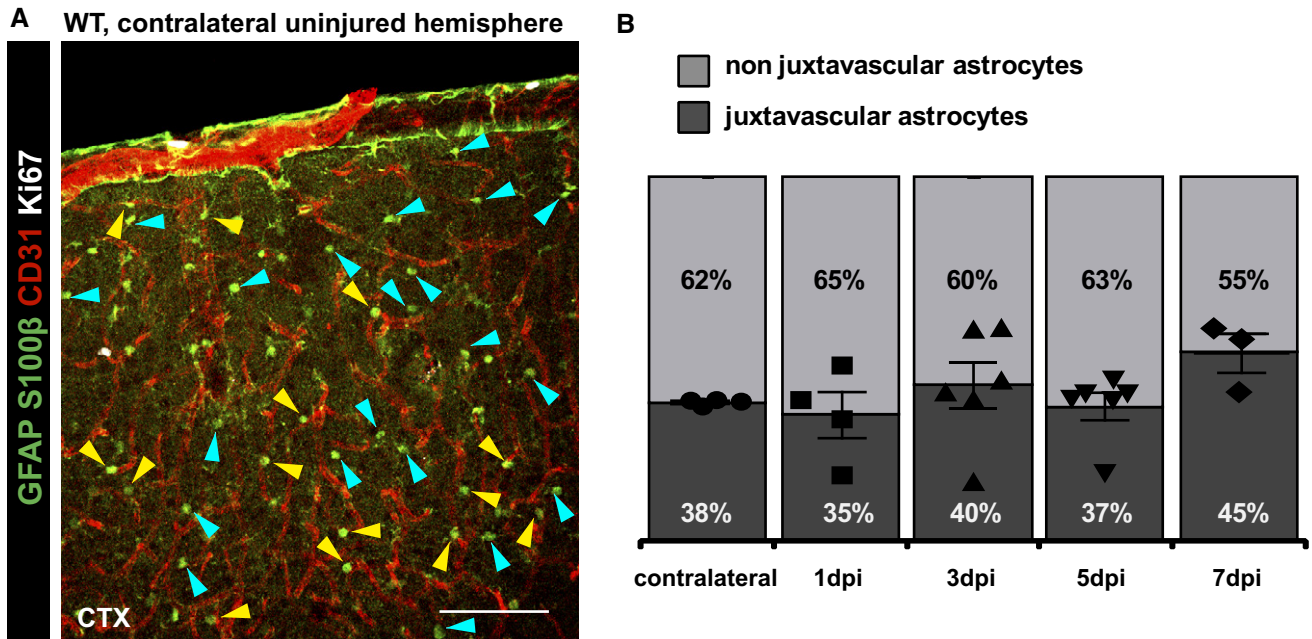 A
WT, contralateral uninjured hemisphere
GFAP S100β CD31 Ki67
CTX
B
non juxtavascular astrocytes
juxtavascular astrocytes
62% 65% 60% 63% 55%
38% 35% 40% 37% 45%
contralateral 1dpi 3dpi 5dpi 7dpi